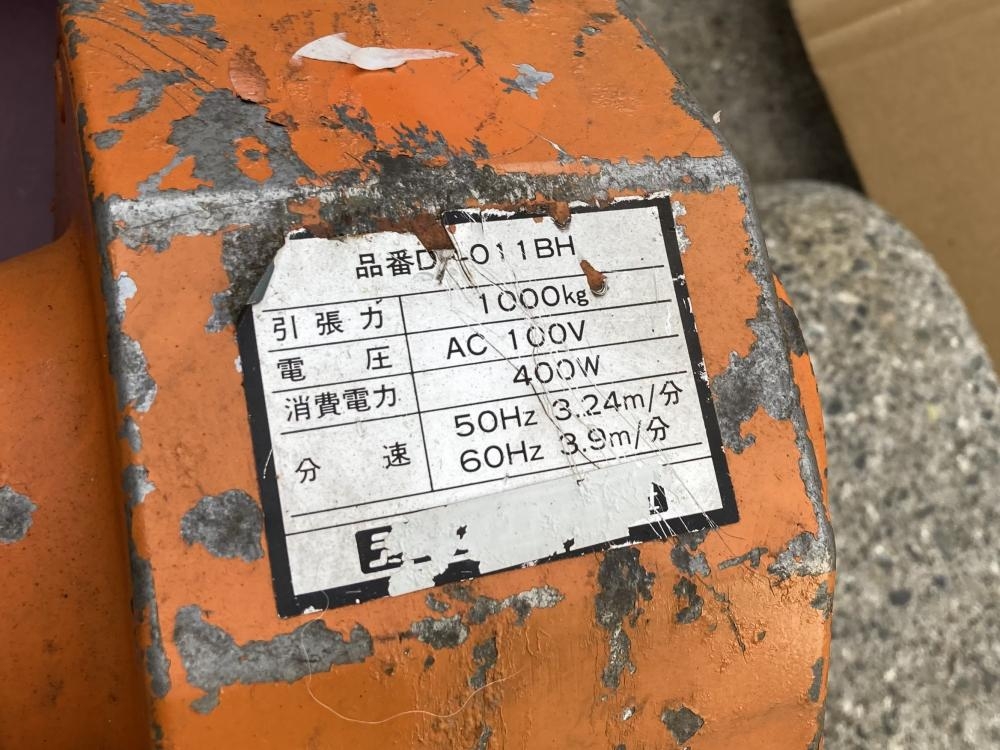 品番D -011BH
引張力 1000kg
電圧 AC 100V
消費電力 400W
分速 50Hz 3.24m/分
60Hz 3.9m/分